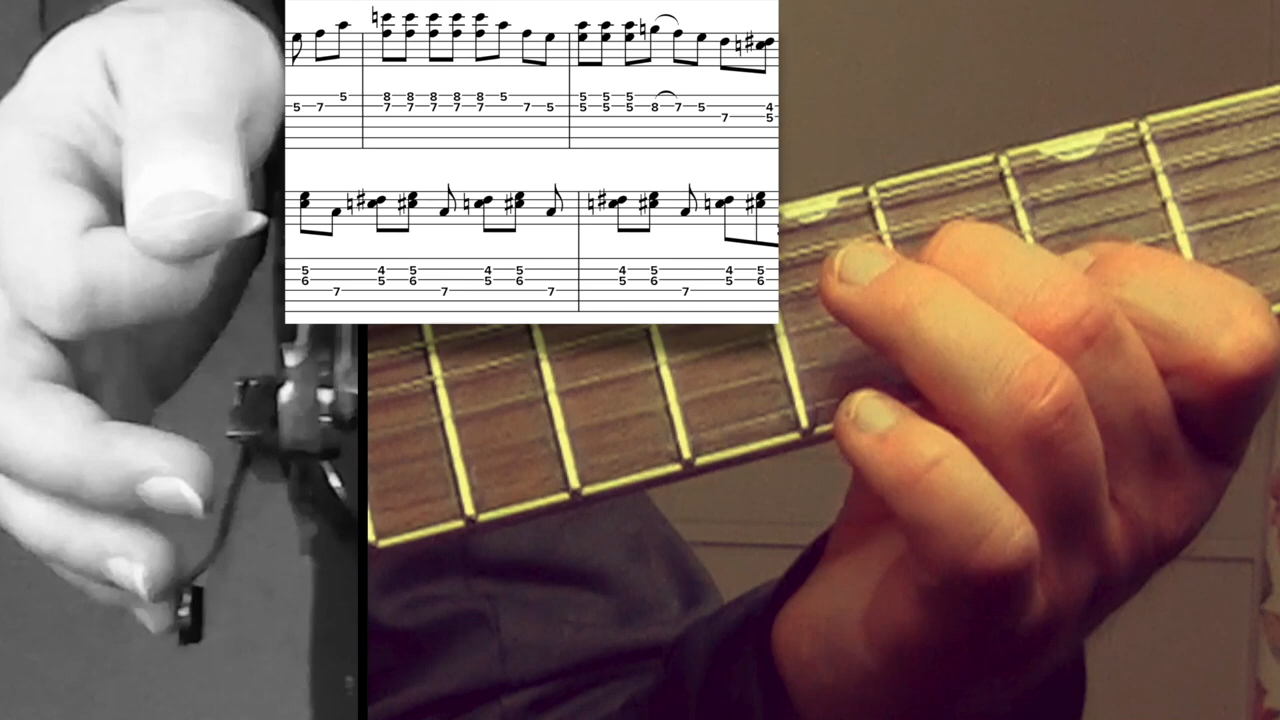 5 8 8 8 8 8 5 5 5 5
5 7 7 7 7 7 7 7 5 5 5 5 8 7 5 4
7 5
5 4 5 4 5 4 5 4 5
6 5 6 5 6 5 6 5 6
7 7 7 7